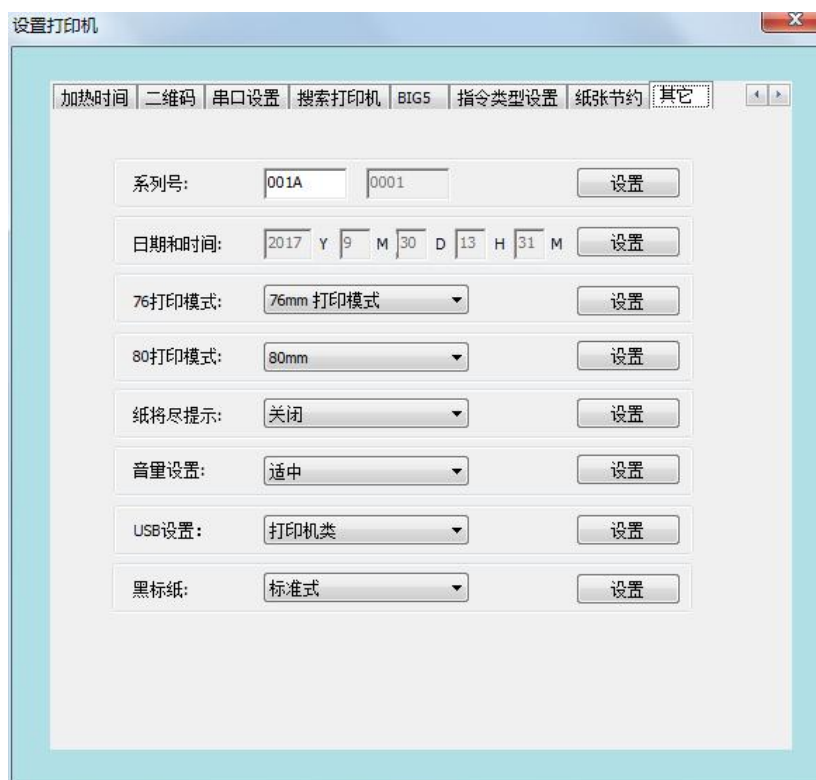 设置打印机
加热时间 二维码 串口设置 搜索打印机 BIG5 指令类型设置 纸张节约 其它
系列号: 001A 0001 设置
日期和时间: 2017 Y 9 M 30 D 13 H 31 M 设置
76打印模式: 76mm 打印模式 设置
80打印模式: 80mm 设置
纸将尽提示: 关闭 设置
音量设置: 适中 设置
USB设置: 打印机类 设置
黑标纸: 标准式 设置